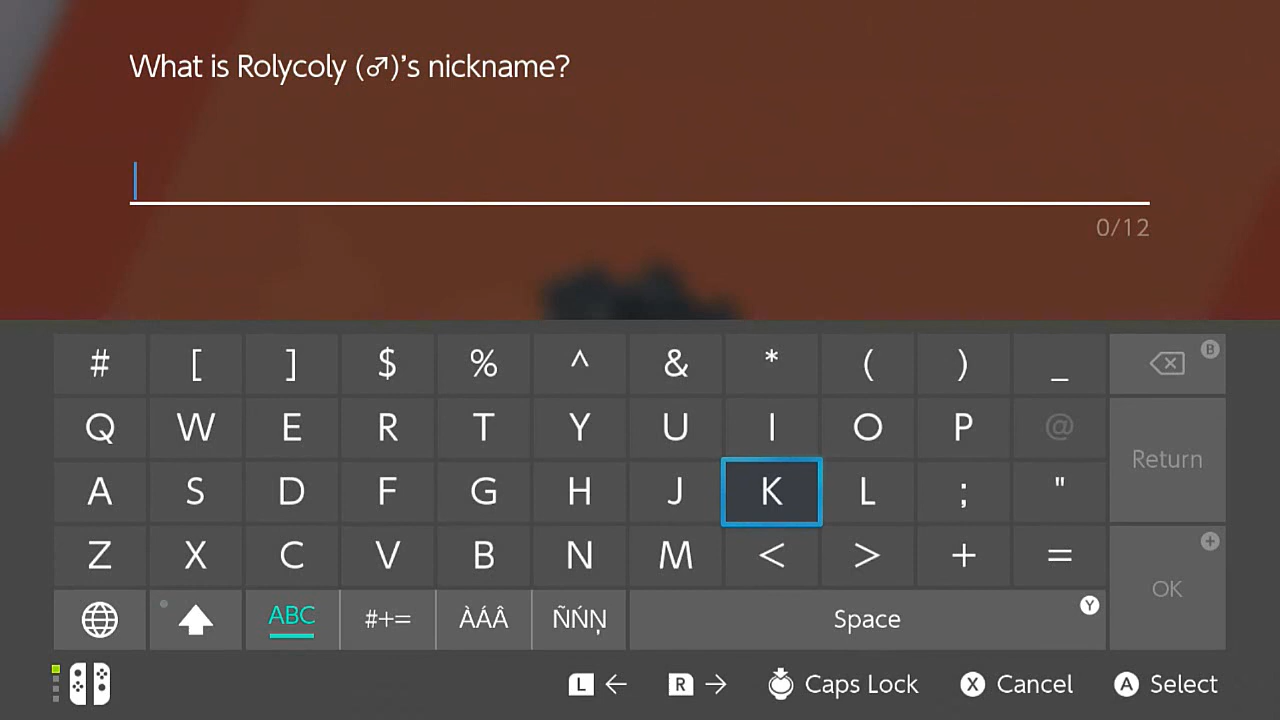 What is Rolycoly (♂)'s nickname?
0/12
# [ ] $ % ^ & * ( ) _ B
Q W E R T Y U I O P @
Return
A S D F G H J K L ; "
Z X C V B N M < > + = +
OK
ABC #+= ÀÁÂ ÑŃŅ Space Y
L ← R → Caps Lock X Cancel A Select